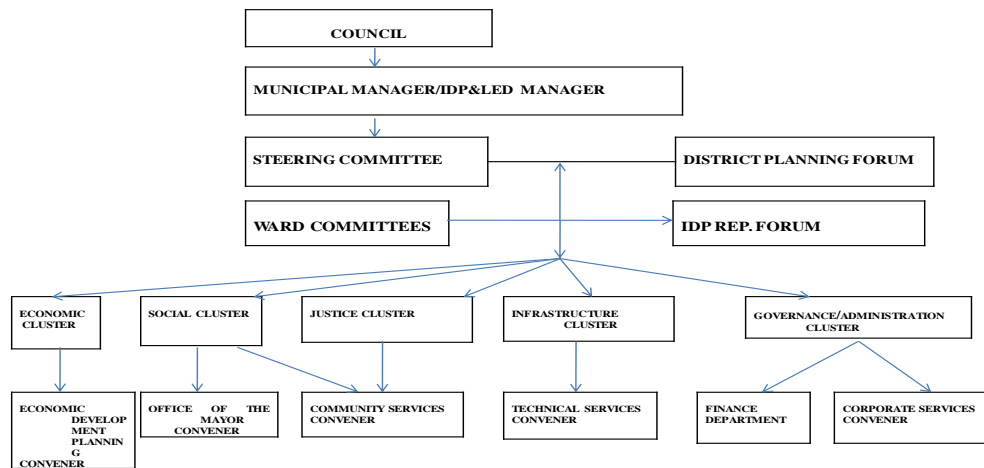 COUNCIL
MUNICIPAL MANAGER/IDP&LED MANAGER
STEERING COMMITTEE
DISTRICT PLANNING FORUM
WARD COMMITTEES
IDP REP. FORUM
ECONOMIC
CLUSTER
SOCIAL CLUSTER
JUSTICE CLUSTER
INFRASTRUCTURE
CLUSTER
GOVERNANCE/ADMINISTRATION
CLUSTER
ECONOMIC
DEVELOP
MENT
PLANNIN
G
CONVENER
OFFICE OF THE
MAYOR
CONVENER
COMMUNITY SERVICES
CONVENER
TECHNICAL SERVICES
CONVENER
FINANCE
DEPARTMENT
CORPORATE SERVICES
CONVENER